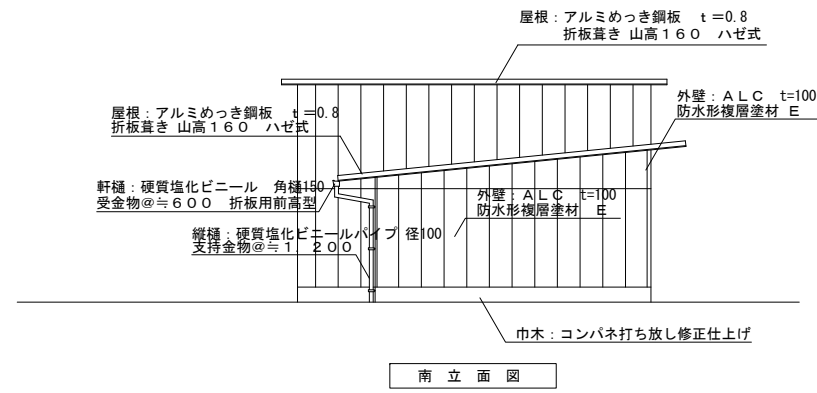 屋根：アルミめっき鋼板　ｔ＝0.8
折板葺き 山高１６０　ハゼ式
外壁：ＡＬＣ　t=100
防水形複層塗材 Ｅ
屋根：アルミめっき鋼板　ｔ＝0.8
折板葺き 山高１６０　ハゼ式
軒樋：硬質塩化ビニール　角樋150
受金物@≒６００　折板用前高型
外壁：ＡＬＣ　t=100
防水形複層塗材　Ｅ
縦樋：硬質塩化ビニールパイプ 径100
支持金物@≒１，２００
巾木：コンパネ打ち放し修正仕上げ
南 立 面 図